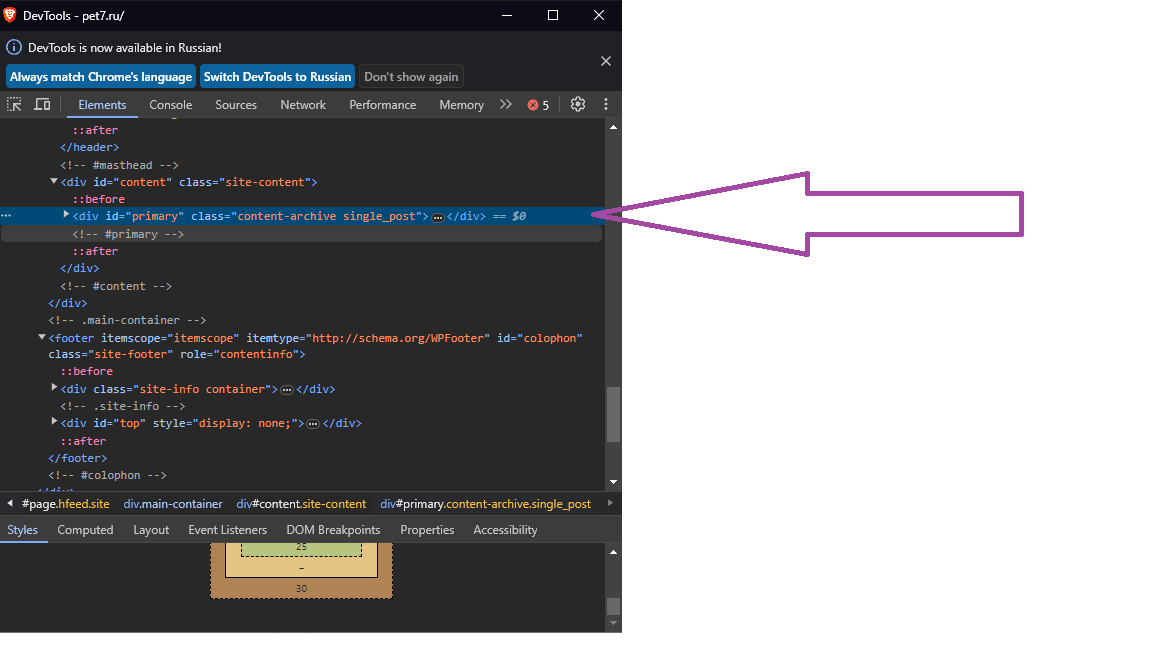 DevTools - pet7.ru/
DevTools is now available in Russian!
Always match Chrome's language Switch DevTools to Russian Don't show again
Elements Console Sources Network Performance Memory 5
::after
</header>
<!-- #masthead -->
<div id="content" class="site-content">
::before
<div id="primary" class="content-archive single_post"> </div> == $0
<!-- #primary -->
::after
</div>
<!-- #content -->
</div>
<!-- .main-container -->
<footer itemscope="itemscope" itemtype="http://schema.org/WPFooter" id="colophon"
class="site-footer" role="contentinfo">
::before
<div class="site-info container"> </div>
<!-- .site-info -->
<div id="top" style="display: none;"> </div>
::after
</footer>
<!-- #colophon -->
#page.hfeed.site div.main-container div#content.site-content div#primary.content-archive.single_post
Styles Computed Layout Event Listeners DOM Breakpoints Properties Accessibility
25
–
30